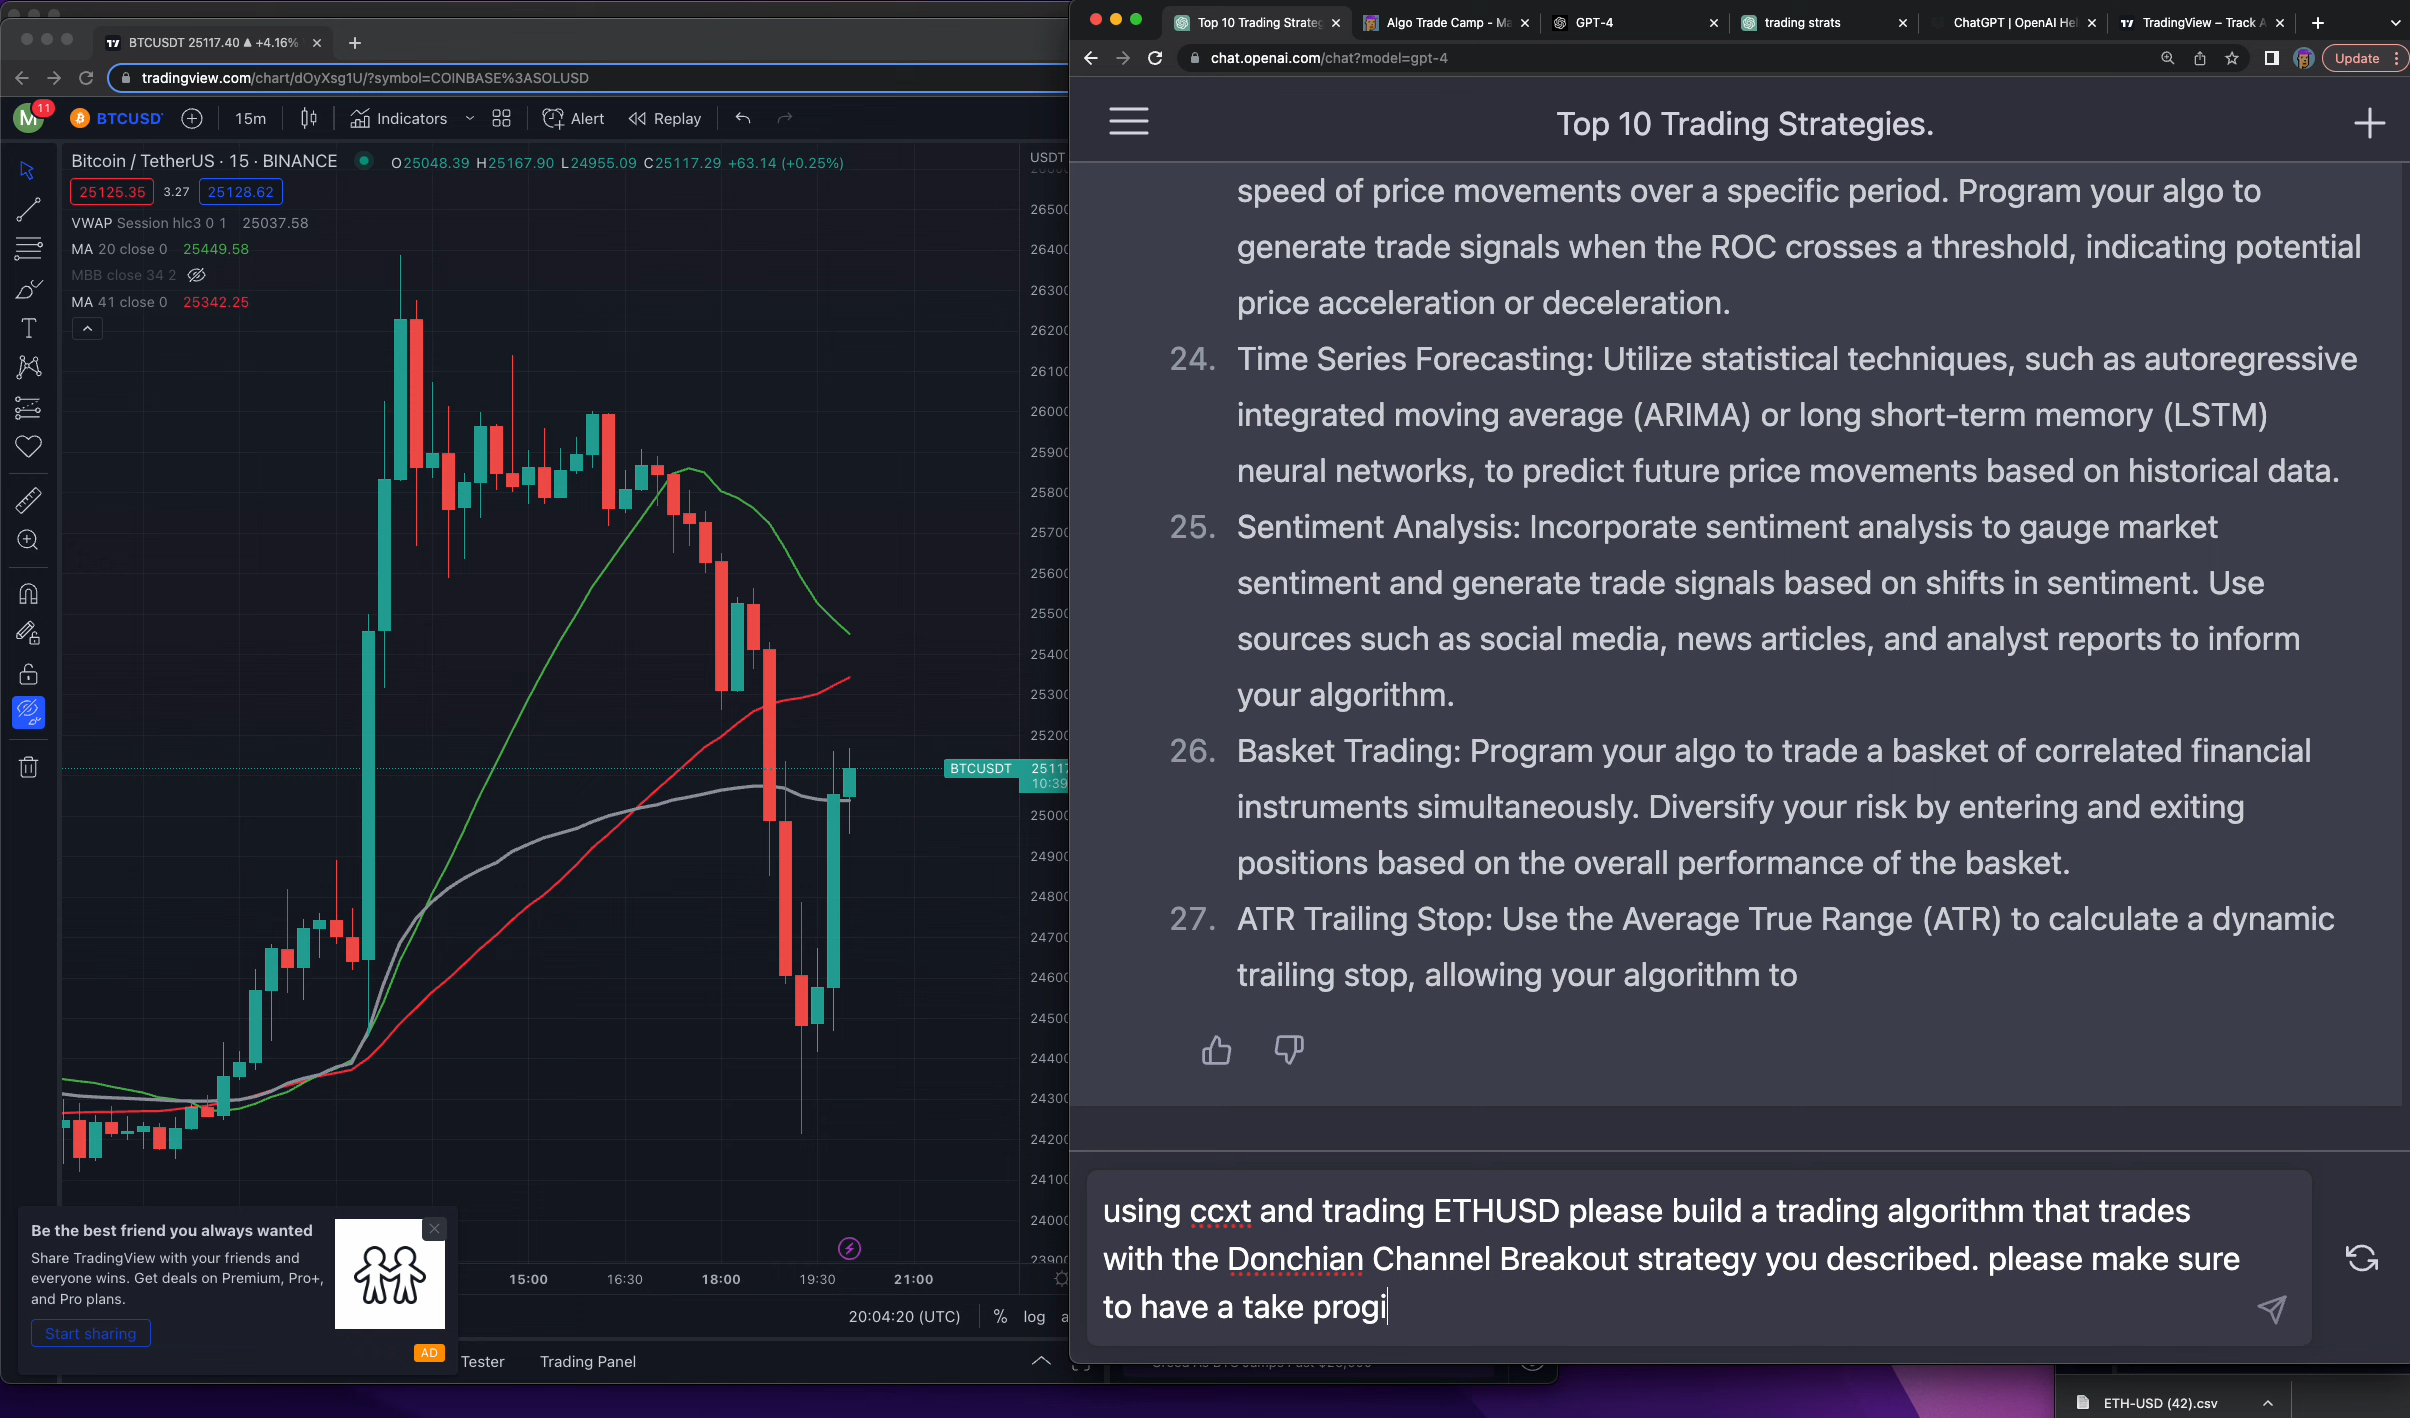 BTCUSDT 25117.40 ▲ +4.16%
tradingview.com/chart/dOyXsg1U/?symbol=COINBASE%3ASOLUSD
M 11 BTCUSD 15m Indicators Alert Replay
Bitcoin / TetherUS · 15 · BINANCE O25048.39 H25167.90 L24955.09 C25117.29 +63.14 (+0.25%)
USDT
25125.35 3.27 25128.62
VWAP Session hlc3 0 1 25037.58
MA 20 close 0 25449.58
MBB close 34 2
MA 41 close 0 25342.25
BTCUSDT
15:00 16:30 18:00 19:30 21:00
20:04:20 (UTC) % log
Be the best friend you always wanted
Share TradingView with your friends and
everyone wins. Get deals on Premium, Pro+,
and Pro plans.
Start sharing
AD
Tester Trading Panel
Top 10 Trading Strateg Algo Trade Camp - Ma GPT-4 trading strats ChatGPT | OpenAI Hel TradingView – Track A
chat.openai.com/chat?model=gpt-4 Update
Top 10 Trading Strategies.
speed of price movements over a specific period. Program your algo to
generate trade signals when the ROC crosses a threshold, indicating potential
price acceleration or deceleration.
24. Time Series Forecasting: Utilize statistical techniques, such as autoregressive
integrated moving average (ARIMA) or long short-term memory (LSTM)
neural networks, to predict future price movements based on historical data.
25. Sentiment Analysis: Incorporate sentiment analysis to gauge market
sentiment and generate trade signals based on shifts in sentiment. Use
sources such as social media, news articles, and analyst reports to inform
your algorithm.
26. Basket Trading: Program your algo to trade a basket of correlated financial
instruments simultaneously. Diversify your risk by entering and exiting
positions based on the overall performance of the basket.
27. ATR Trailing Stop: Use the Average True Range (ATR) to calculate a dynamic
trailing stop, allowing your algorithm to
using ccxt and trading ETHUSD please build a trading algorithm that trades
with the Donchian Channel Breakout strategy you described. please make sure
to have a take progi
ETH-USD (42).csv